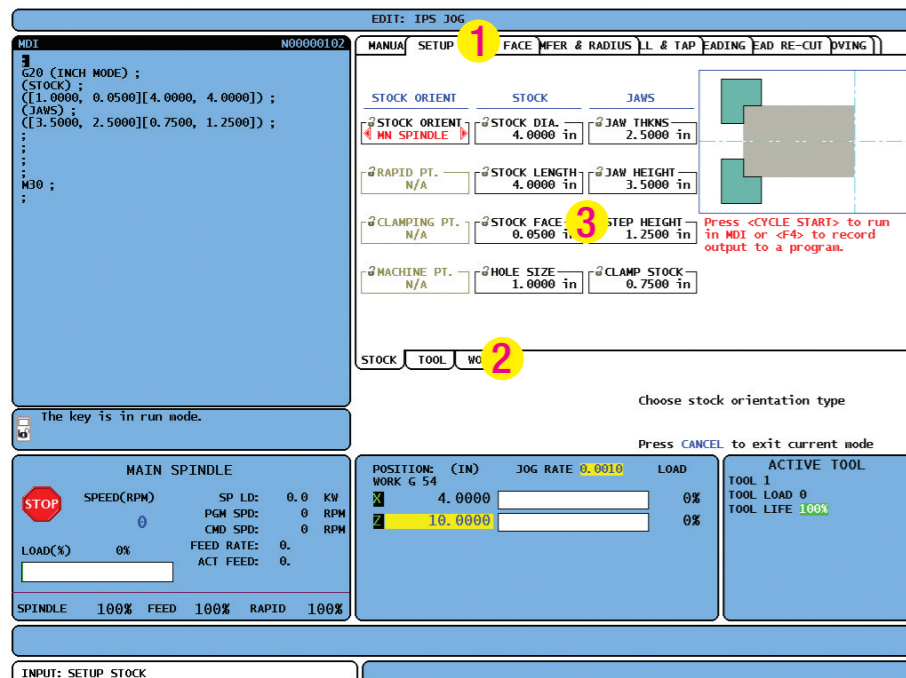 EDIT: IPS JOG
MDI N00000102
G20 (INCH MODE) ;
(STOCK) ;
([1.0000, 0.0500][4.0000, 4.0000]) ;
(JAWS) ;
([3.5000, 2.5000][0.7500, 1.2500]) ;
;
;
;
;
;
M30 ;
;
MANUA SETUP 1 FACE MFER & RADIUS LL & TAP EADING EAD RE-CUT OVING
STOCK ORIENT STOCK JAWS
STOCK ORIENT STOCK DIA. JAW THKNS
MN SPINDLE 4.0000 in 2.5000 in
RAPID PT. STOCK LENGTH JAW HEIGHT
N/A 4.0000 in 3.5000 in
CLAMPING PT. STOCK FACE 3 STEP HEIGHT
N/A 0.0500 in 1.2500 in
MACHINE PT. HOLE SIZE CLAMP STOCK
N/A 1.0000 in 0.7500 in
Press <CYCLE START> to run
in MDI or <F4> to record
output to a program.
STOCK TOOL WO 2
Choose stock orientation type
The key is in run mode.
Press CANCEL to exit current mode
MAIN SPINDLE
STOP SPEED(RPM) 0
SP LD: 0.0 KW
PGM SPD: 0 RPM
CMD SPD: 0 RPM
FEED RATE: 0.
ACT FEED: 0.
LOAD(%) 0%
SPINDLE 100% FEED 100% RAPID 100%
POSITION: (IN) JOG RATE 0.0010 LOAD
WORK G 54
X 4.0000 0%
Z 10.0000 0%
ACTIVE TOOL
TOOL 1
TOOL LOAD 0
TOOL LIFE 100%
INPUT: SETUP STOCK